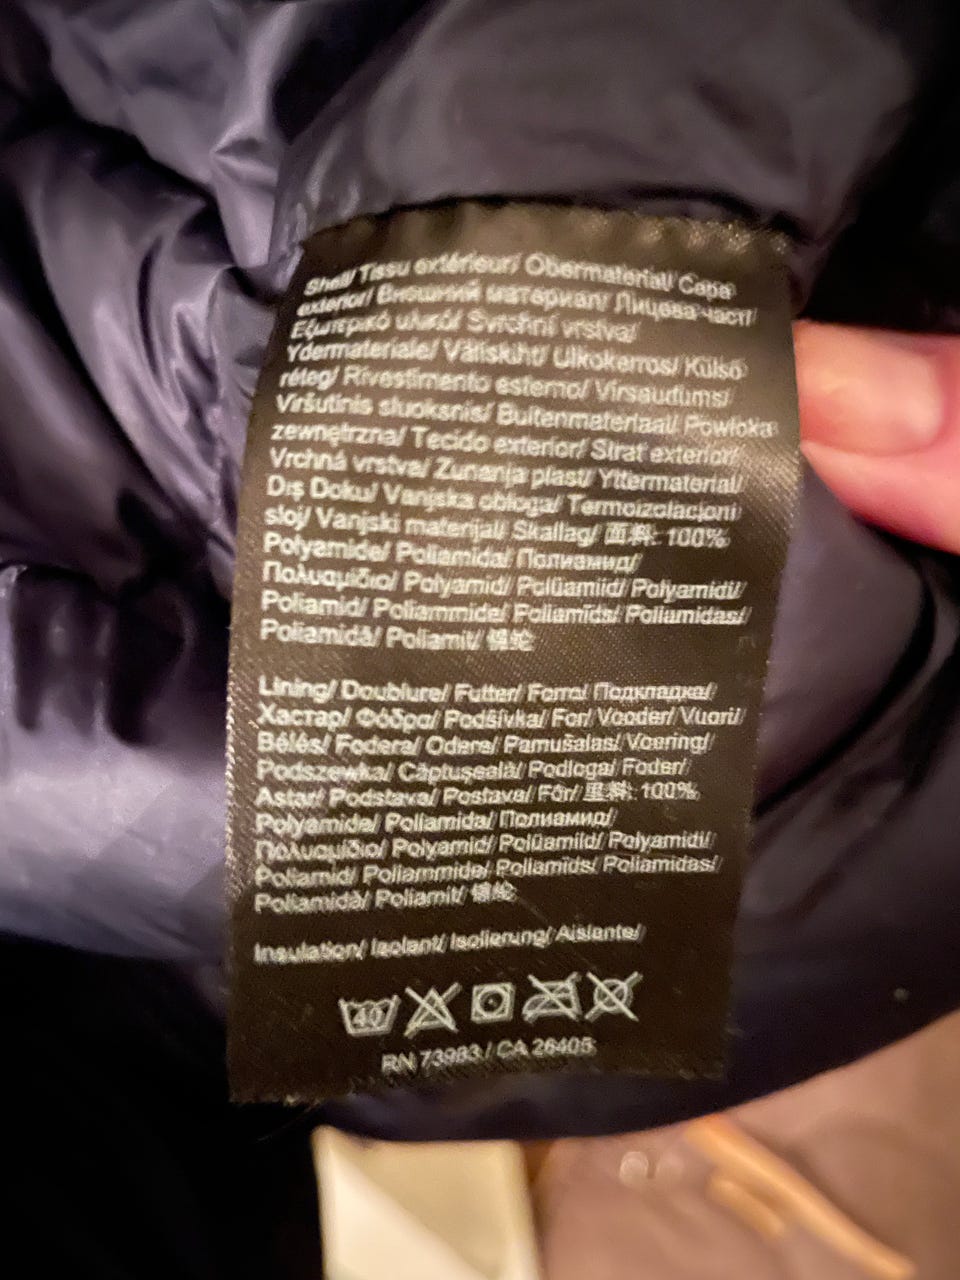 Shell/ Tissu extérieur/ Obermaterial/ Capa
exterior/ Внешний материал/ Лицева част/
Εξωτερικό υλικό/ Svrchní vrstva/
Ydermateriale/ Väliskiht/ Ulkokerros/ Külső
réteg/ Rivestimento esterno/ Virsaudums/
Viršutinis sluoksnis/ Buitenmateriaal/ Powłoka
zewnętrzna/ Tecido exterior/ Strat exterior/
Vrchná vrstva/ Zunanja plast/ Yttermaterial/
Dış Doku/ Vanjska obloga/ Termoizolacioni
sloj/ Vanjski materijal/ Skallag/ 面料: 100%
Polyamide/ Poliamida/ Полиамид/
Πολυαμίδιο/ Polyamid/ Polüamiid/ Polyamidi/
Poliamid/ Poliammide/ Poliamīds/ Poliamidas/
Poliamidă/ Poliamit/ 锦纶
Lining/ Doublure/ Futter/ Forro/ Подкладка/
Хастар/ Φόδρα/ Podšívka/ For/ Vooder/ Vuori/
Bélés/ Fodera/ Odere/ Pamušalas/ Voering/
Podszewka/ Căptușeală/ Podloga/ Foder/
Astar/ Podstava/ Postava/ Fôr/ 里料: 100%
Polyamide/ Poliamida/ Полиамид/
Πολυαμίδιο/ Polyamid/ Polüamiid/ Polyamidi/
Poliamid/ Poliammide/ Poliamīds/ Poliamidas/
Poliamidă/ Poliamit/ 锦纶
Insulation/ Isolant/ Isolierung/ Aislante/
40
RN 73983 / CA 26405